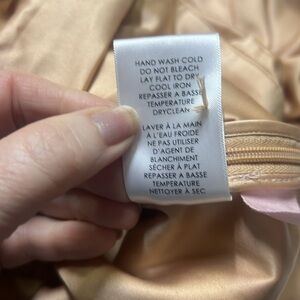 HAND WASH COLD
DO NOT BLEACH
LAY FLAT TO DRY
COOL IRON
REPASSER A BASSE
TEMPERATURE
DRYCLEAN
LAVER À LA MAIN
À L'EAU FROIDE
NE PAS UTILISER
D'AGENT DE
BLANCHIMENT
SÉCHER À PLAT
REPASSER A BASSE
TEMPÉRATURE
NETTOYER À SEC